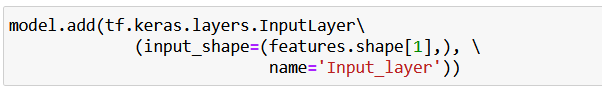 model.add(tf.keras.layers.InputLayer\
(input_shape=(features.shape[1],), \
name='Input_layer'))